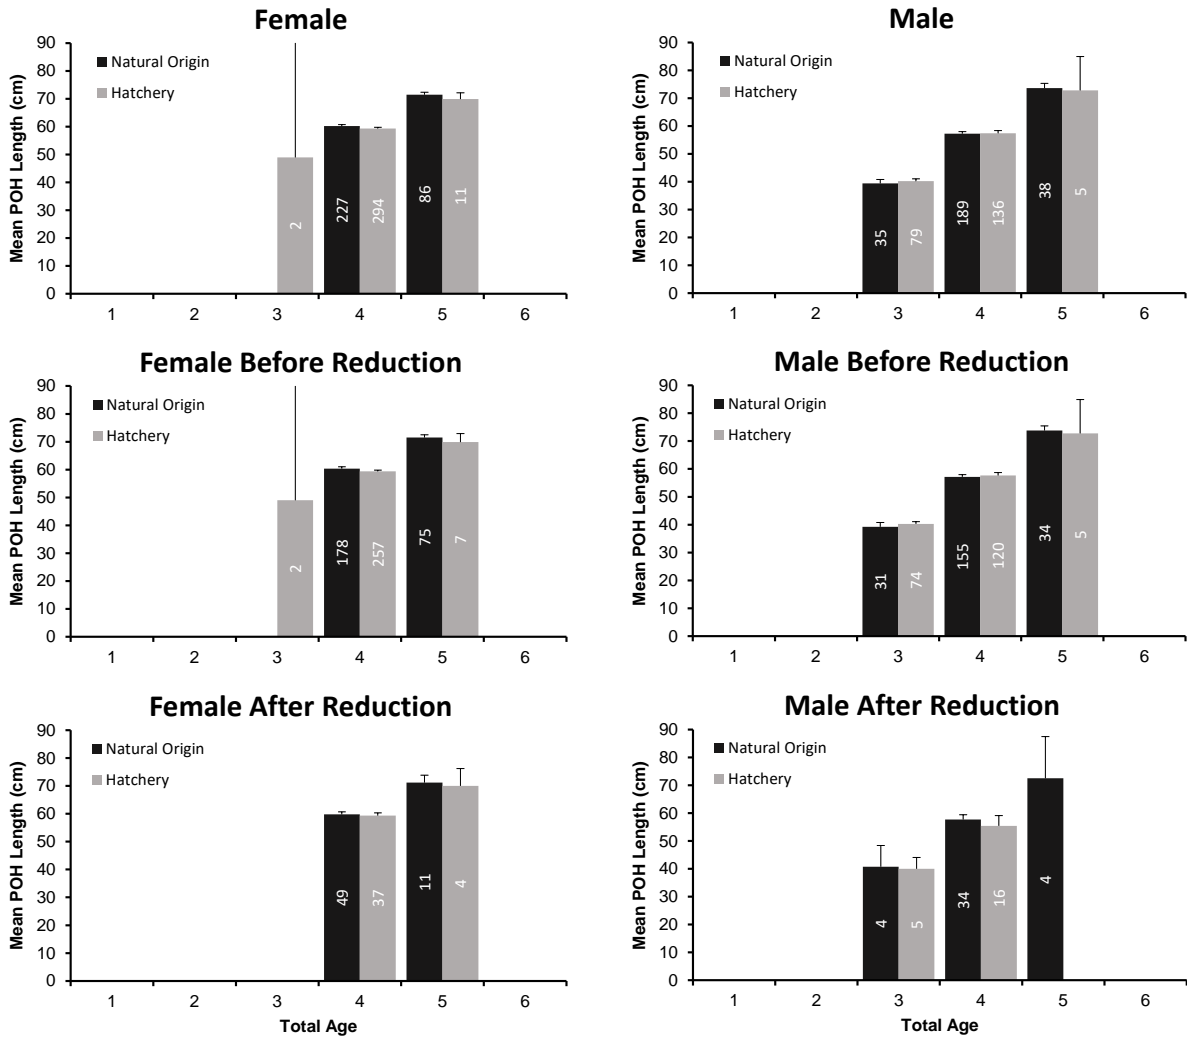 Female
Mean POH Length (cm)
90
80
70
60
50
40
30
20
10
0
Natural Origin
Hatchery
2
227
294
86
11
1 2 3 4 5 6
Male
Mean POH Length (cm)
90
80
70
60
50
40
30
20
10
0
Natural Origin
Hatchery
35
79
189
136
38
5
1 2 3 4 5 6
Female Before Reduction
Mean POH Length (cm)
90
80
70
60
50
40
30
20
10
0
Natural Origin
Hatchery
2
178
257
75
7
1 2 3 4 5 6
Male Before Reduction
Mean POH Length (cm)
90
80
70
60
50
40
30
20
10
0
Natural Origin
Hatchery
31
74
155
120
34
5
1 2 3 4 5 6
Female After Reduction
Mean POH Length (cm)
90
80
70
60
50
40
30
20
10
0
Natural Origin
Hatchery
49
37
11
4
1 2 3 4 5 6
Total Age
Male After Reduction
Mean POH Length (cm)
90
80
70
60
50
40
30
20
10
0
Natural Origin
Hatchery
4
5
34
16
4
1 2 3 4 5 6
Total Age